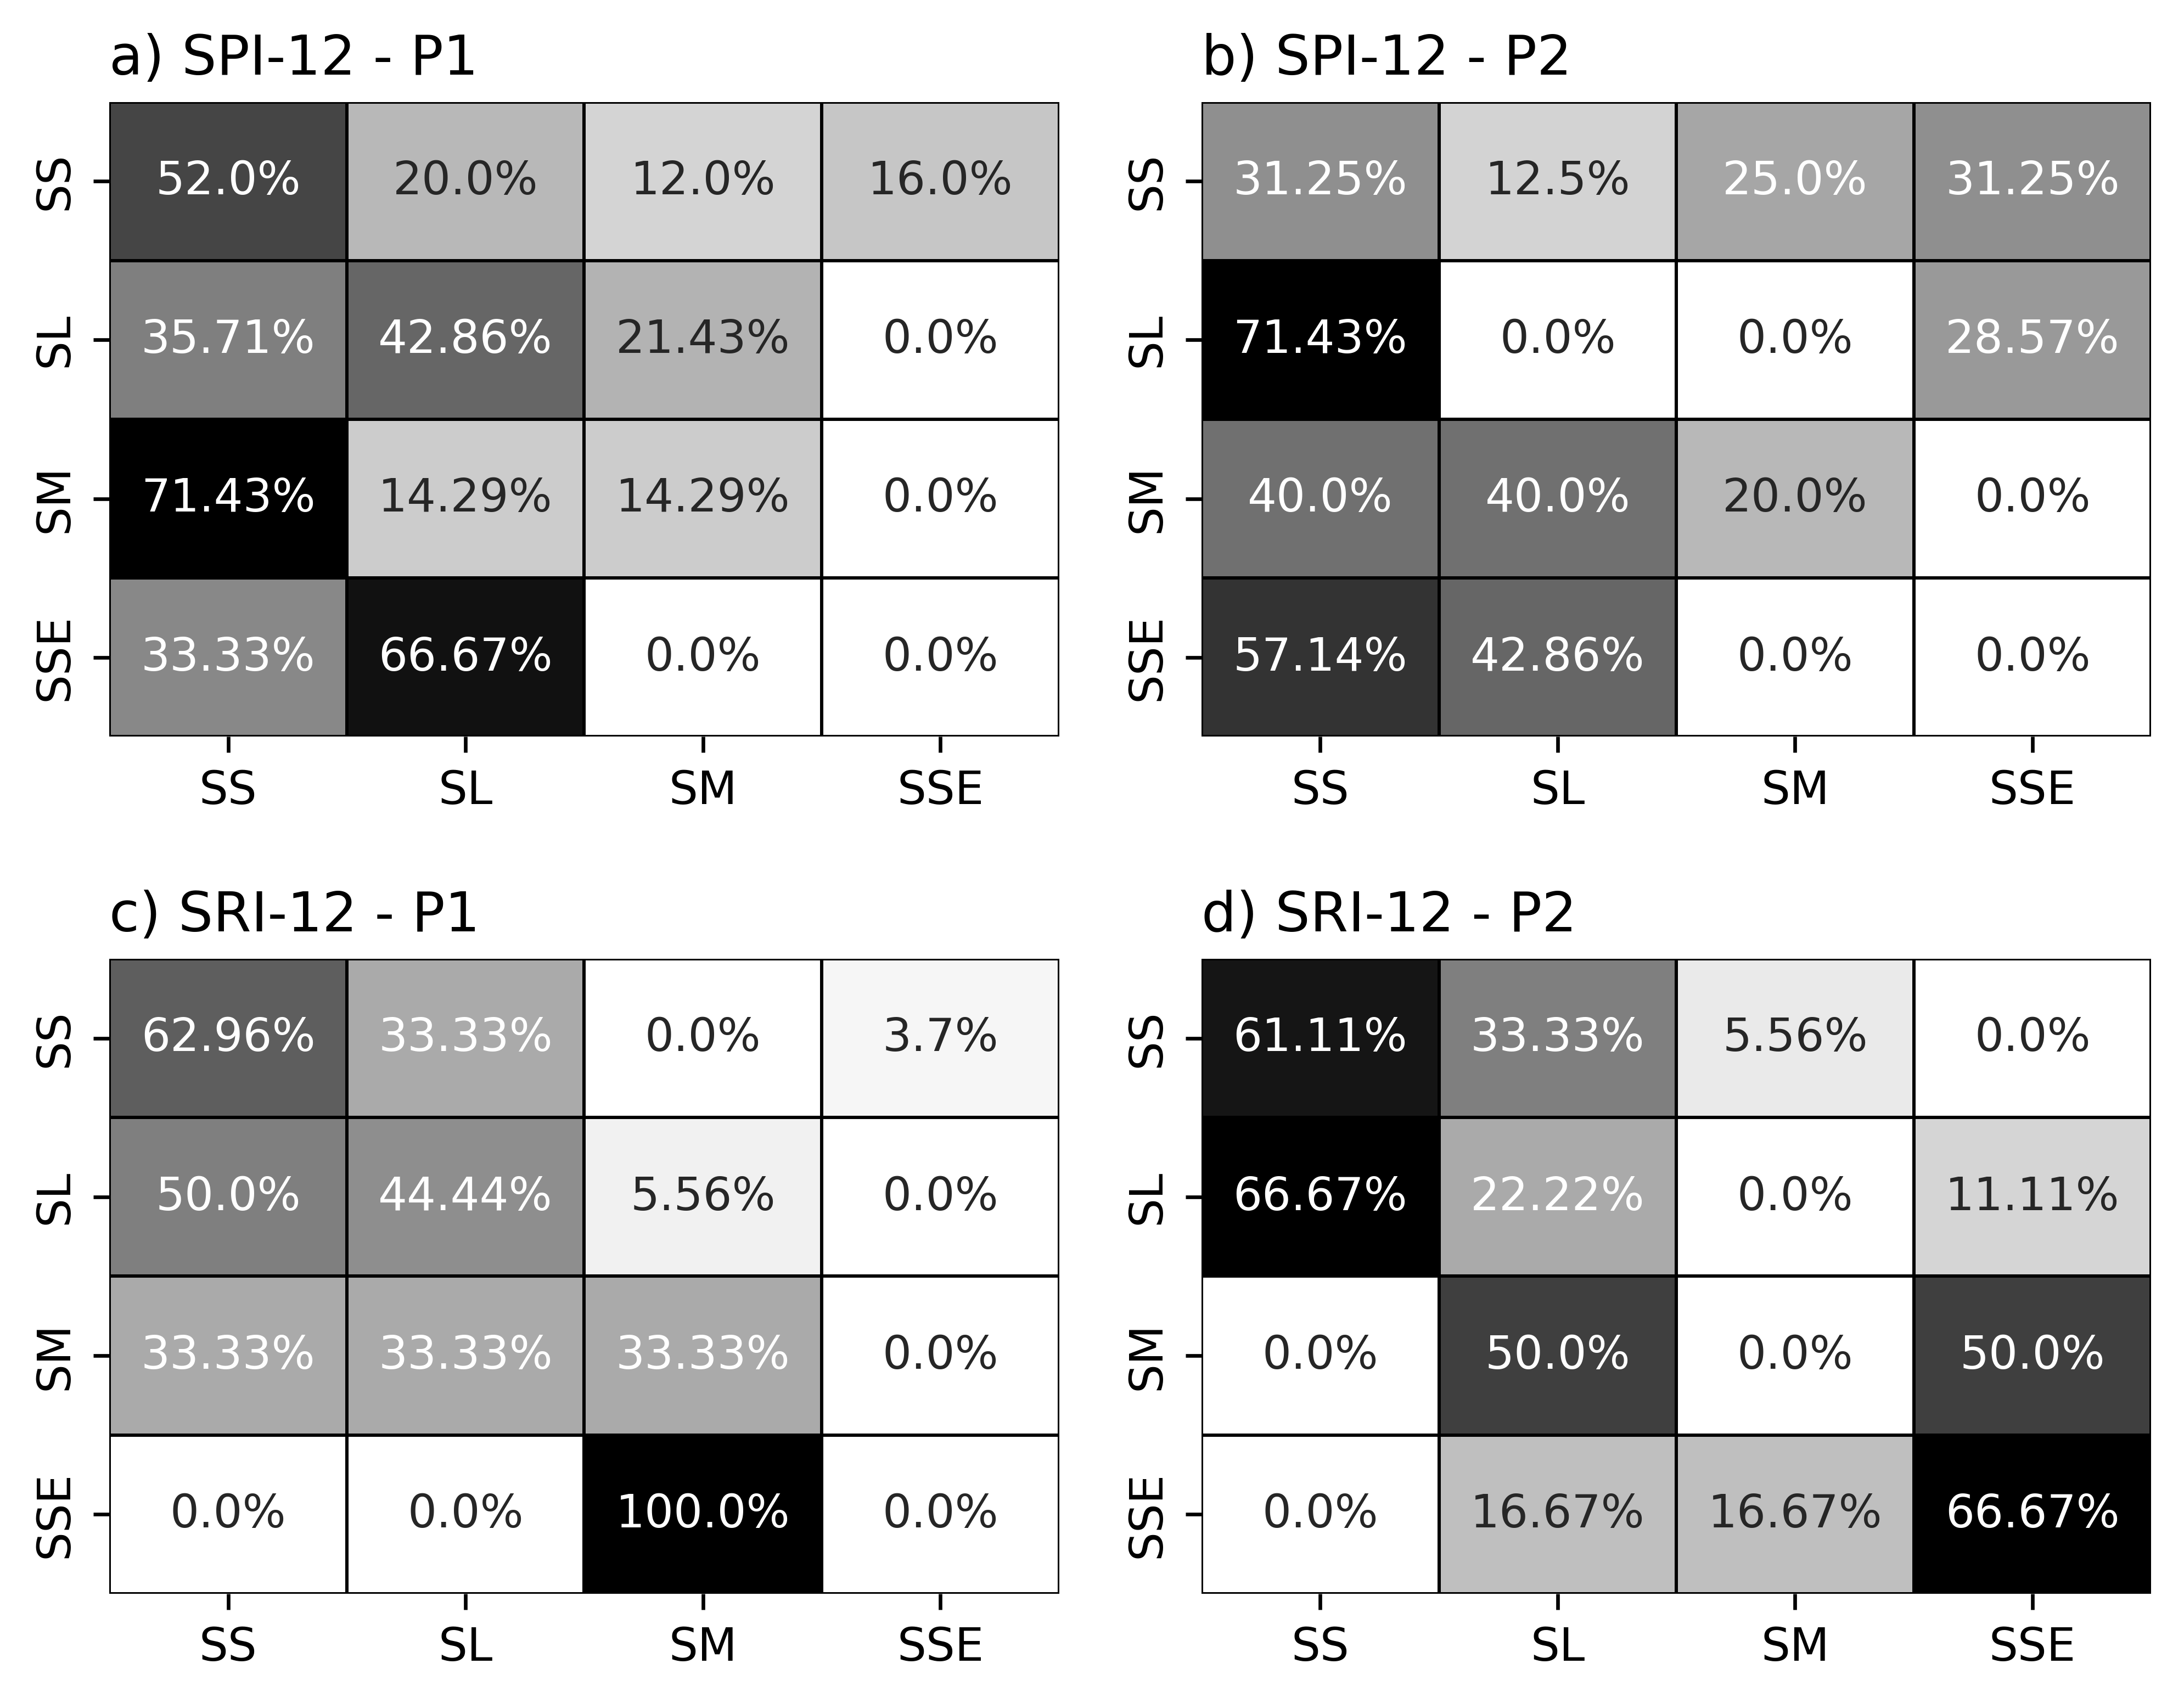 a) SPI-12 - P1
SS 52.0% 20.0% 12.0% 16.0%
SL 35.71% 42.86% 21.43% 0.0%
SM 71.43% 14.29% 14.29% 0.0%
SSE 33.33% 66.67% 0.0% 0.0%
SS SL SM SSE
b) SPI-12 - P2
SS 31.25% 12.5% 25.0% 31.25%
SL 71.43% 0.0% 0.0% 28.57%
SM 40.0% 40.0% 20.0% 0.0%
SSE 57.14% 42.86% 0.0% 0.0%
SS SL SM SSE
c) SRI-12 - P1
SS 62.96% 33.33% 0.0% 3.7%
SL 50.0% 44.44% 5.56% 0.0%
SM 33.33% 33.33% 33.33% 0.0%
SSE 0.0% 0.0% 100.0% 0.0%
SS SL SM SSE
d) SRI-12 - P2
SS 61.11% 33.33% 5.56% 0.0%
SL 66.67% 22.22% 0.0% 11.11%
SM 0.0% 50.0% 0.0% 50.0%
SSE 0.0% 16.67% 16.67% 66.67%
SS SL SM SSE